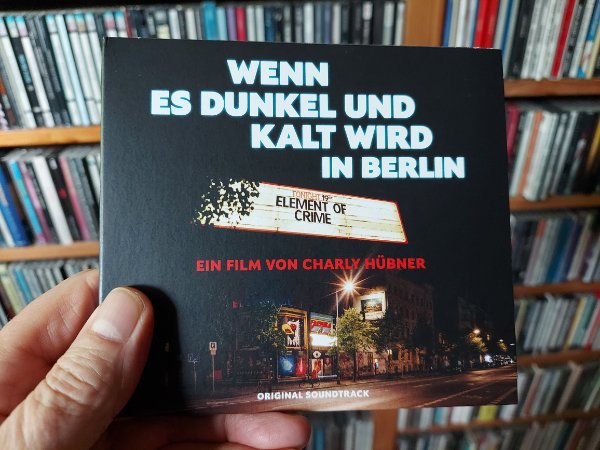 WENN
ES DUNKEL UND
KALT WIRD
IN BERLIN
TONIGHT 19
ELEMENT OF
CRIME
EIN FILM VON CHARLY HÜBNER
ORIGINAL SOUNDTRACK